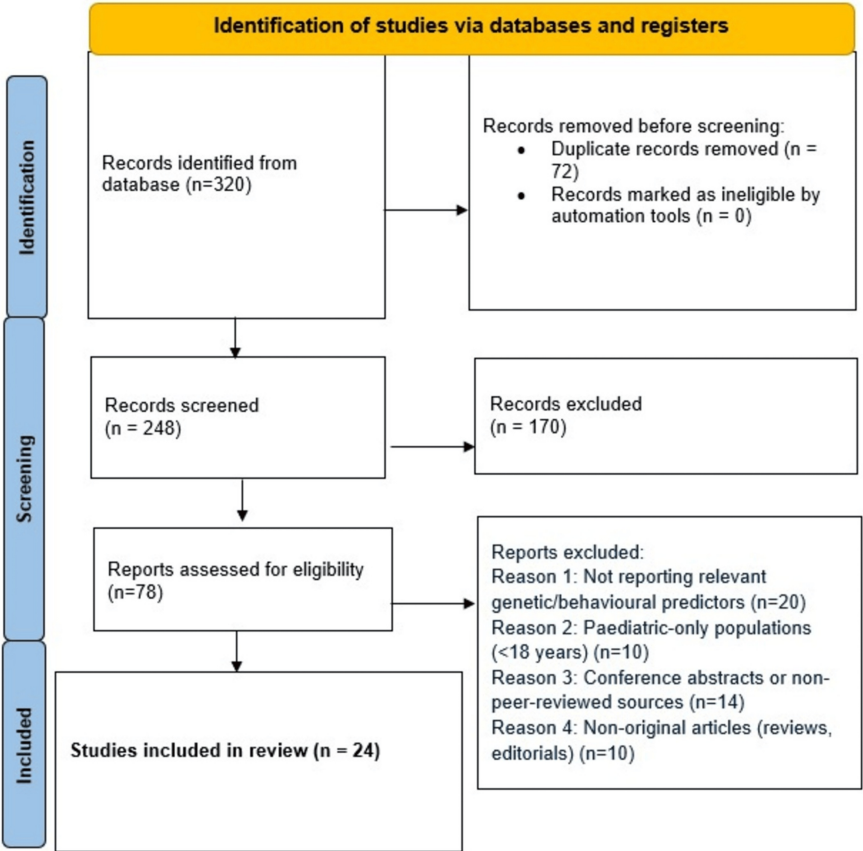 Identification of studies via databases and registers
Identification
Records identified from
database (n=320)
Records removed before screening:
• Duplicate records removed (n =
72)
• Records marked as ineligible by
automation tools (n = 0)
Screening
Records screened
(n = 248)
Records excluded
(n = 170)
Reports assessed for eligibility
(n=78)
Reports excluded:
Reason 1: Not reporting relevant
genetic/behavioural predictors (n=20)
Reason 2: Paediatric-only populations
(<18 years) (n=10)
Reason 3: Conference abstracts or non-
peer-reviewed sources (n=14)
Reason 4: Non-original articles (reviews,
editorials) (n=10)
Included
Studies included in review (n = 24)